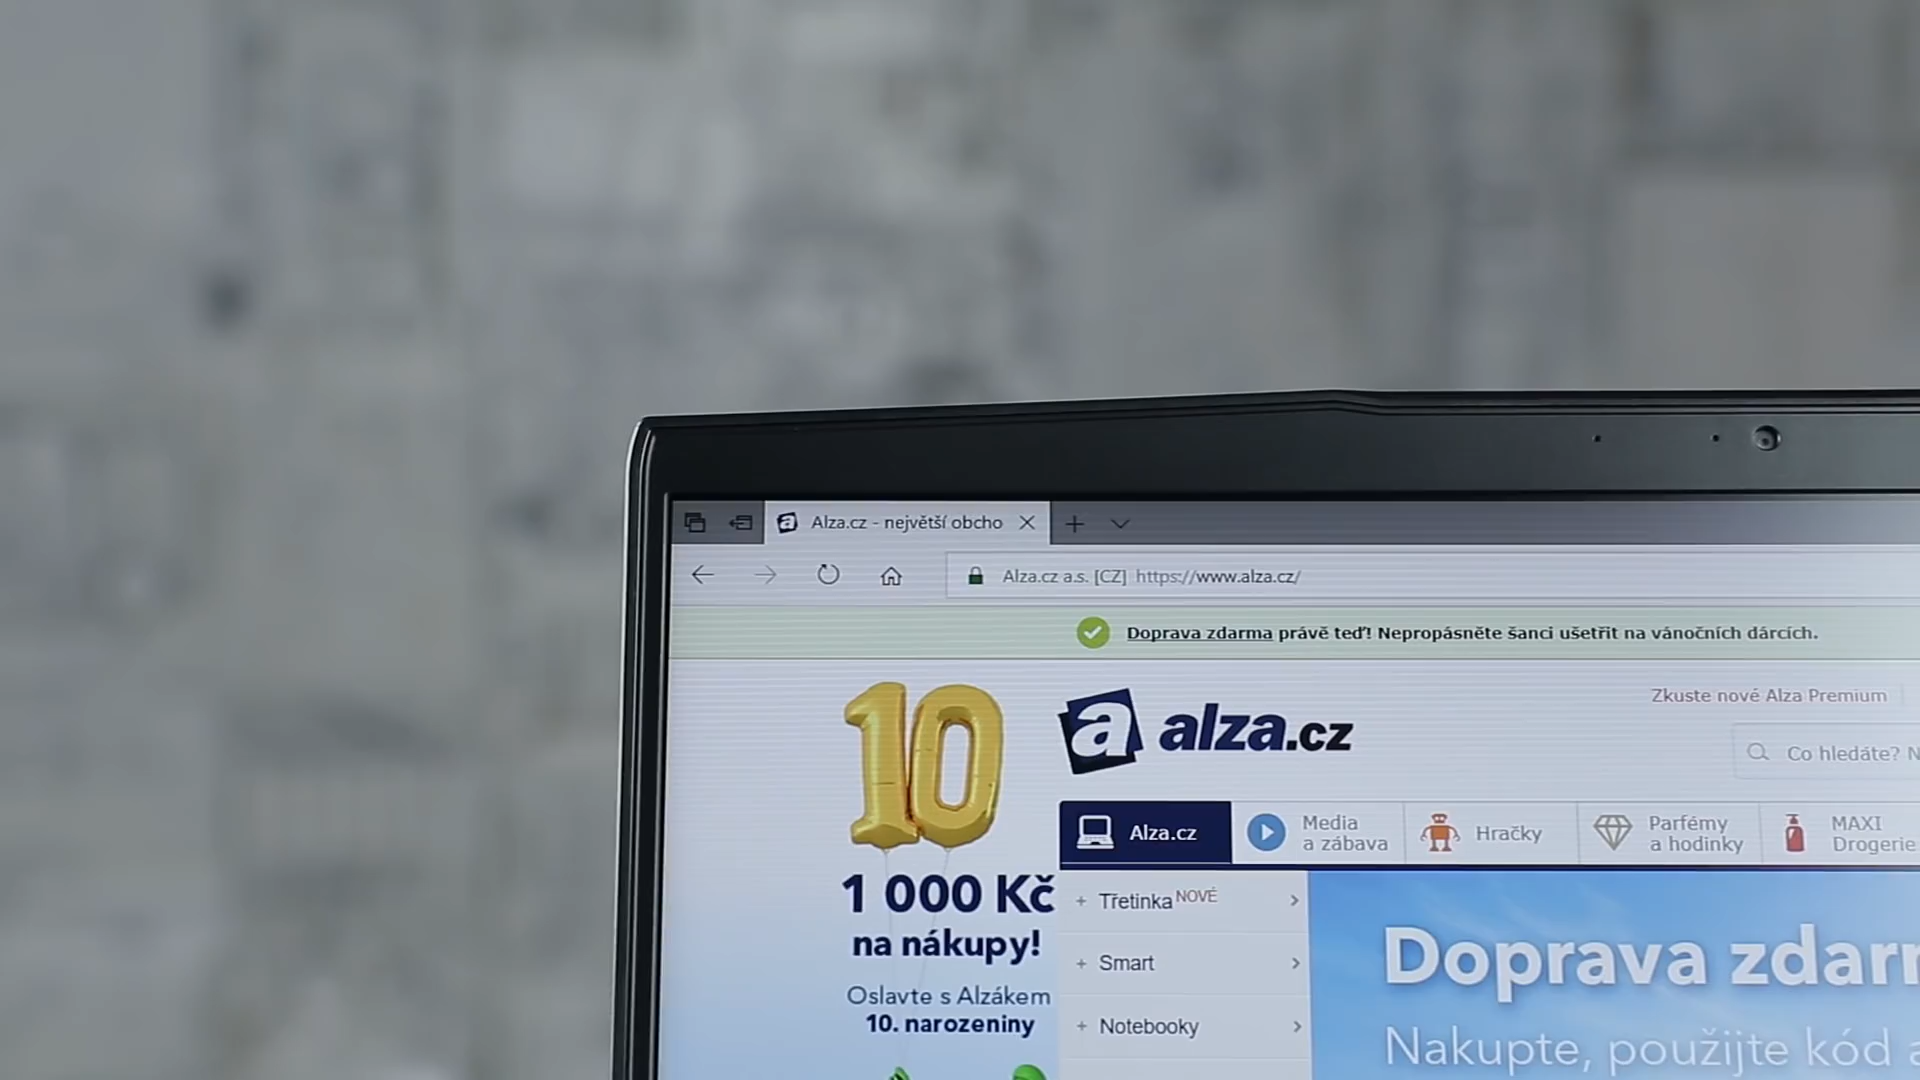 Alza.cz - největší obcho
Alza.cz a.s. [CZ] https://www.alza.cz/
Doprava zdarma právě teď! Nepropásněte šanci ušetřit na vánočních dárcích.
Zkuste nové Alza Premium
alza.cz
Co hledáte? N
Alza.cz
Media
a zábava
Hračky
Parfémy
a hodinky
MAXI
Drogerie
10
1 000 Kč
na nákupy!
Oslavte s Alzákem
10. narozeniny
Třetinka NOVÉ
Smart
Notebooky
Doprava zdar
Nakupte, použijte kód